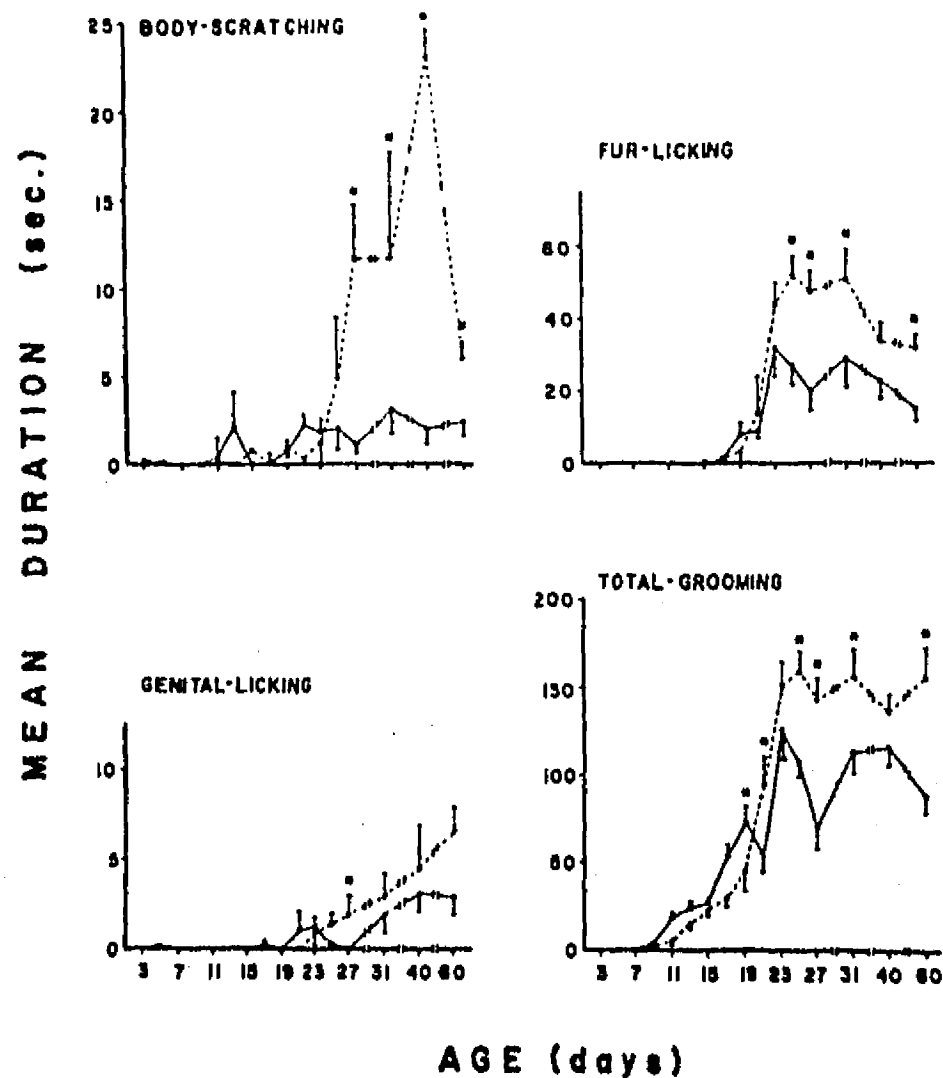 MEAN DURATION (sec.)
BODY-SCRATCHING
25
20
15
10
5
0
FUR-LICKING
60
40
20
0
GENITAL-LICKING
10
5
0
3 7 11 15 19 23 27 31 40 60
TOTAL-GROOMING
200
150
100
50
0
3 7 11 15 19 23 27 31 40 60
AGE (days)